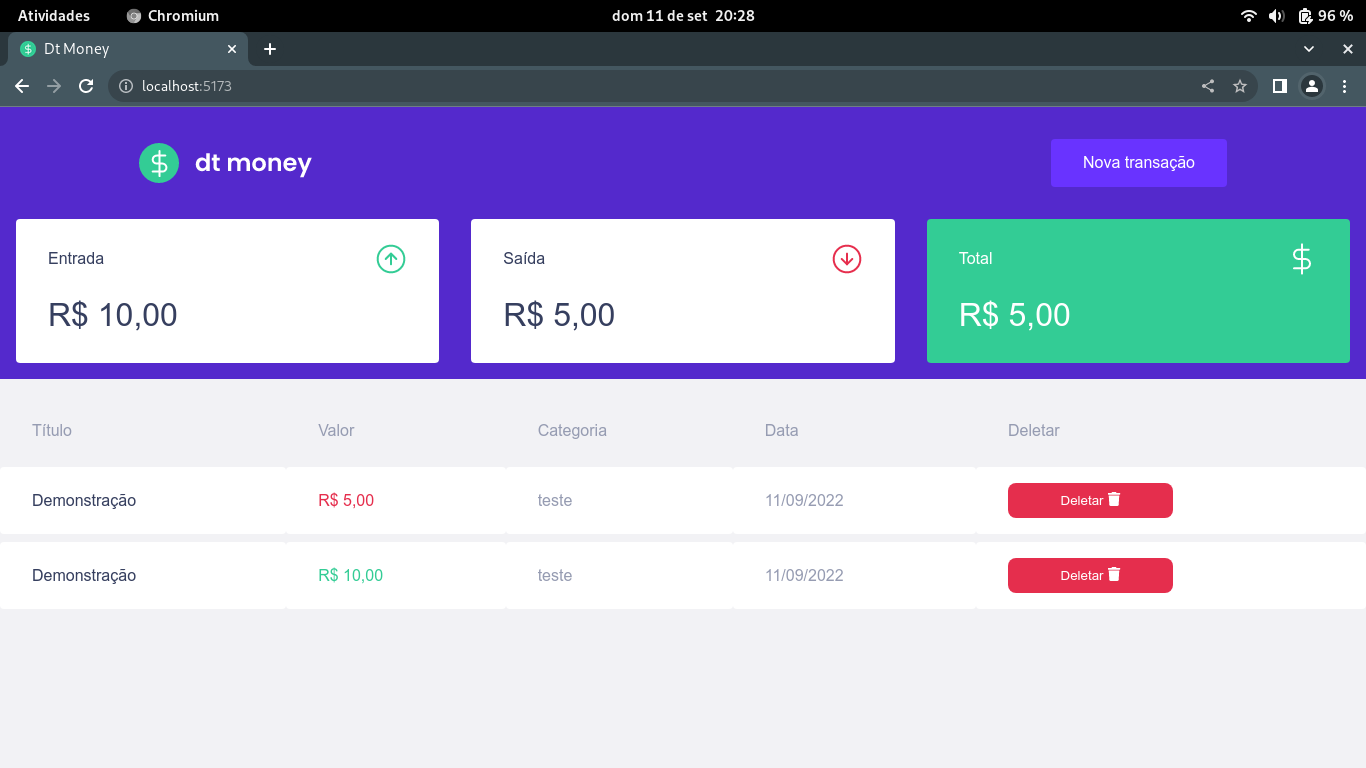 Atividades Chromium dom 11 de set 20:28 96 %
Dt Money
localhost:5173
dt money Nova transação
Entrada Saída Total
R$ 10,00 R$ 5,00 R$ 5,00
Título Valor Categoria Data Deletar
Demonstração R$ 5,00 teste 11/09/2022 Deletar
Demonstração R$ 10,00 teste 11/09/2022 Deletar